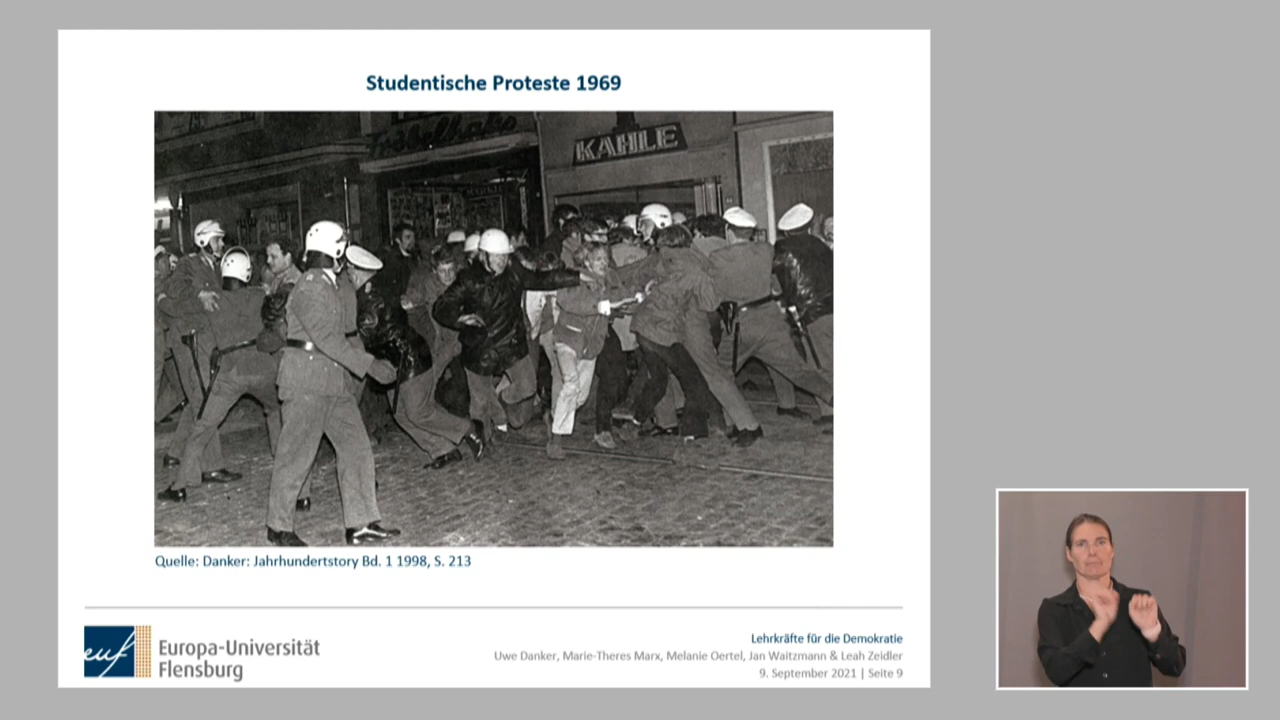 Studentische Proteste 1969
KAHLE
Quelle: Danker: Jahrhundertstory Bd. 1 1998, S. 213
euf
Europa-Universität
Flensburg
Lehrkräfte für die Demokratie
Uwe Danker, Marie-Theres Marx, Melanie Oertel, Jan Waitzmann & Leah Zeidler
9. September 2021 | Seite 9